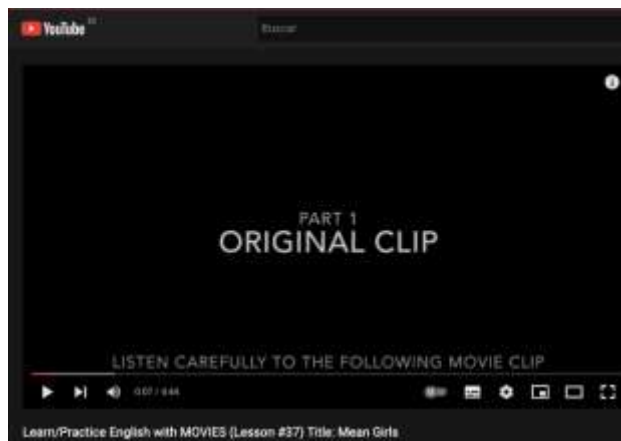 YouTube
Buscar
PART 1
ORIGINAL CLIP
LISTEN CAREFULLY TO THE FOLLOWING MOVIE CLIP
Learn/Practice English with MOVIES (Lesson #37) Title: Mean Girls